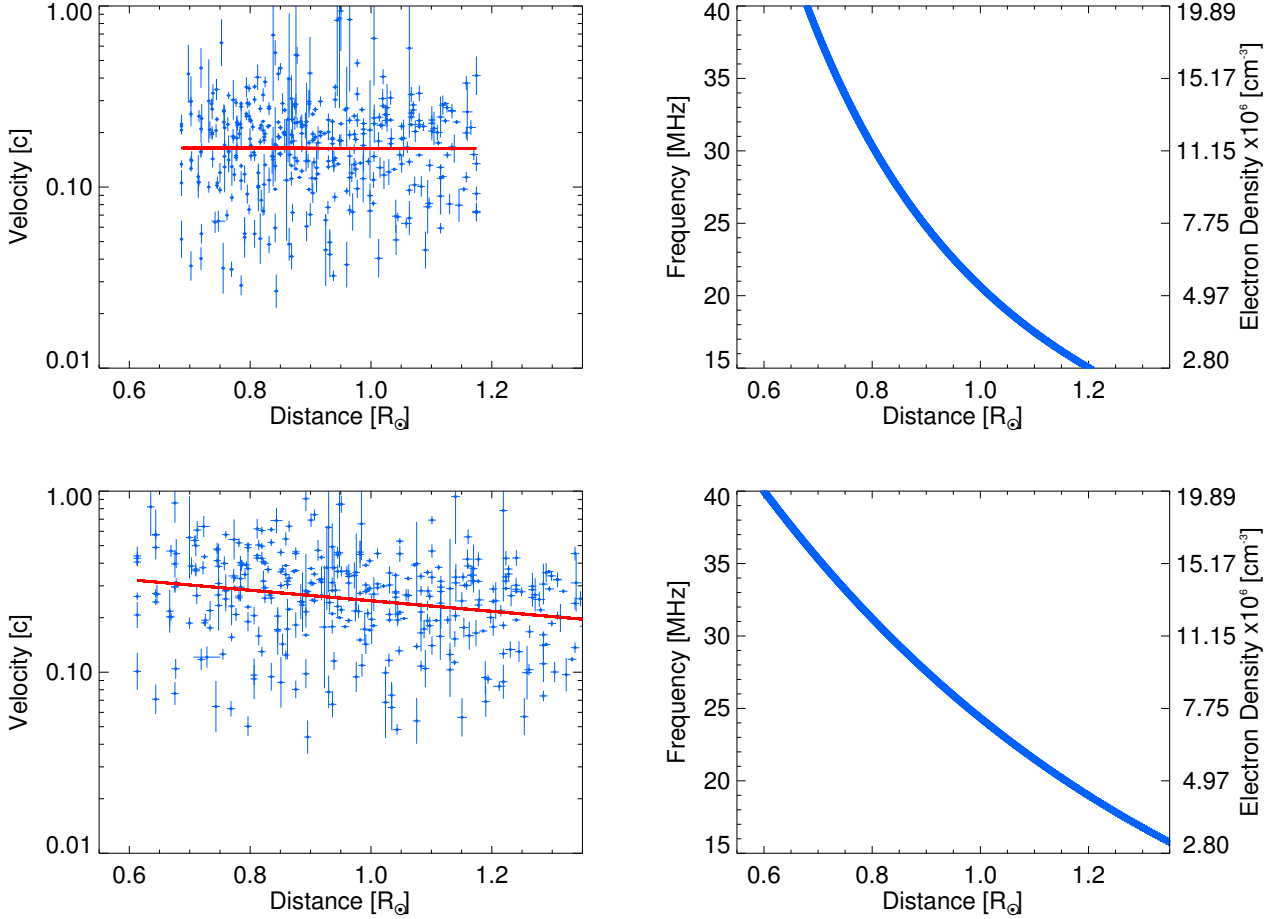 1.00
0.10
0.01
Velocity [c]
0.6 0.8 1.0 1.2
Distance [R☉]
40
35
30
25
20
15
Frequency [MHz]
0.6 0.8 1.0 1.2
Distance [R☉]
19.89
15.17
11.15
7.75
4.97
2.80
Electron Density x10⁶ [cm⁻³]
1.00
0.10
0.01
Velocity [c]
0.6 0.8 1.0 1.2
Distance [R☉]
40
35
30
25
20
15
Frequency [MHz]
0.6 0.8 1.0 1.2
Distance [R☉]
19.89
15.17
11.15
7.75
4.97
2.80
Electron Density x10⁶ [cm⁻³]